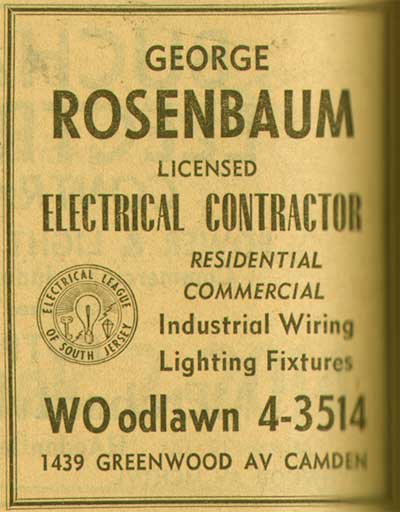 GEORGE
ROSENBAUM
LICENSED
ELECTRICAL CONTRACTOR
RESIDENTIAL
COMMERCIAL
ELECTRICAL LEAGUE
OF SOUTH JERSEY
Industrial Wiring
Lighting Fixtures
WOodlawn 4-3514
1439 GREENWOOD AV CAMDEN